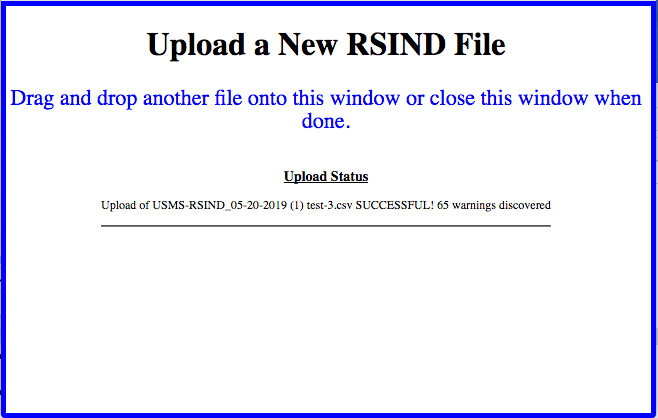 Upload a New RSIND File
Drag and drop another file onto this window or close this window when
done.
Upload Status
Upload of USMS-RSIND_05-20-2019 (1) test-3.csv SUCCESSFUL! 65 warnings discovered